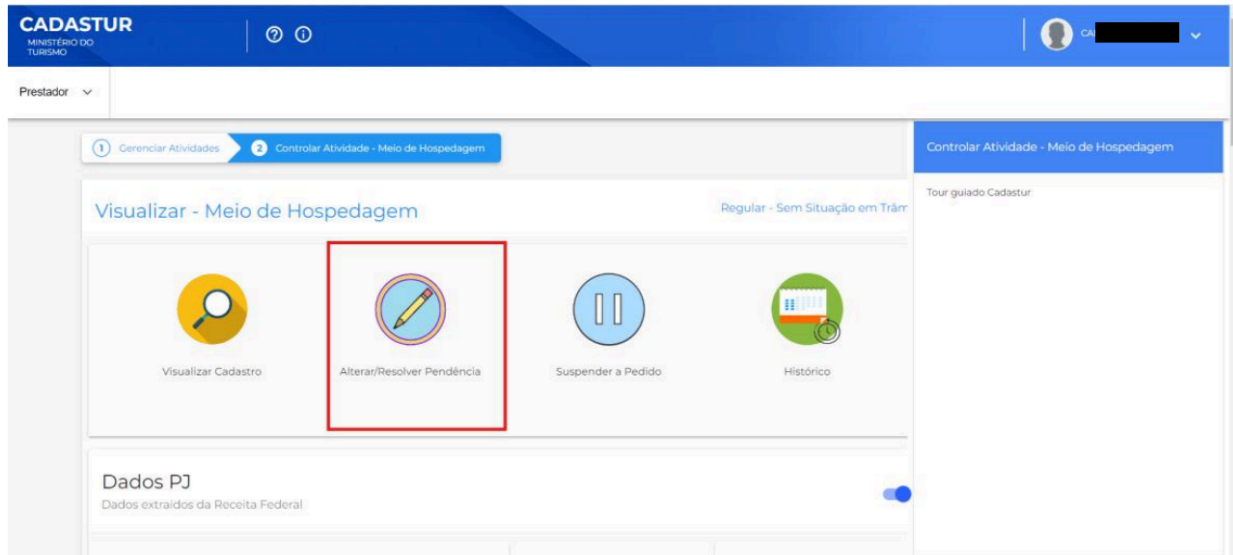 CADASTUR
MINISTÉRIO DO
TURISMO
Prestador
1 Gerenciar Atividades
2 Controlar Atividade - Meio de Hospedagem
Controlar Atividade - Meio de Hospedagem
Tour guiado Cadastur
Visualizar - Meio de Hospedagem
Regular - Sem Situação em Trâm
Visualizar Cadastro
Alterar/Resolver Pendência
Suspender a Pedido
Histórico
Dados PJ
Dados extraídos da Receita Federal